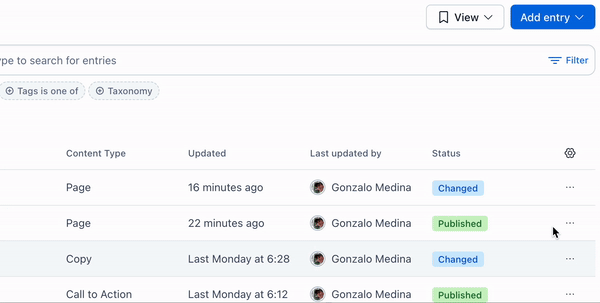 View
Add entry
ype to search for entries
Filter
Tags is one of
Taxonomy
Content Type Updated Last updated by Status
Page 16 minutes ago Gonzalo Medina Changed
Page 22 minutes ago Gonzalo Medina Published
Copy Last Monday at 6:28 Gonzalo Medina Changed
Call to Action Last Monday at 6:12 Gonzalo Medina Published